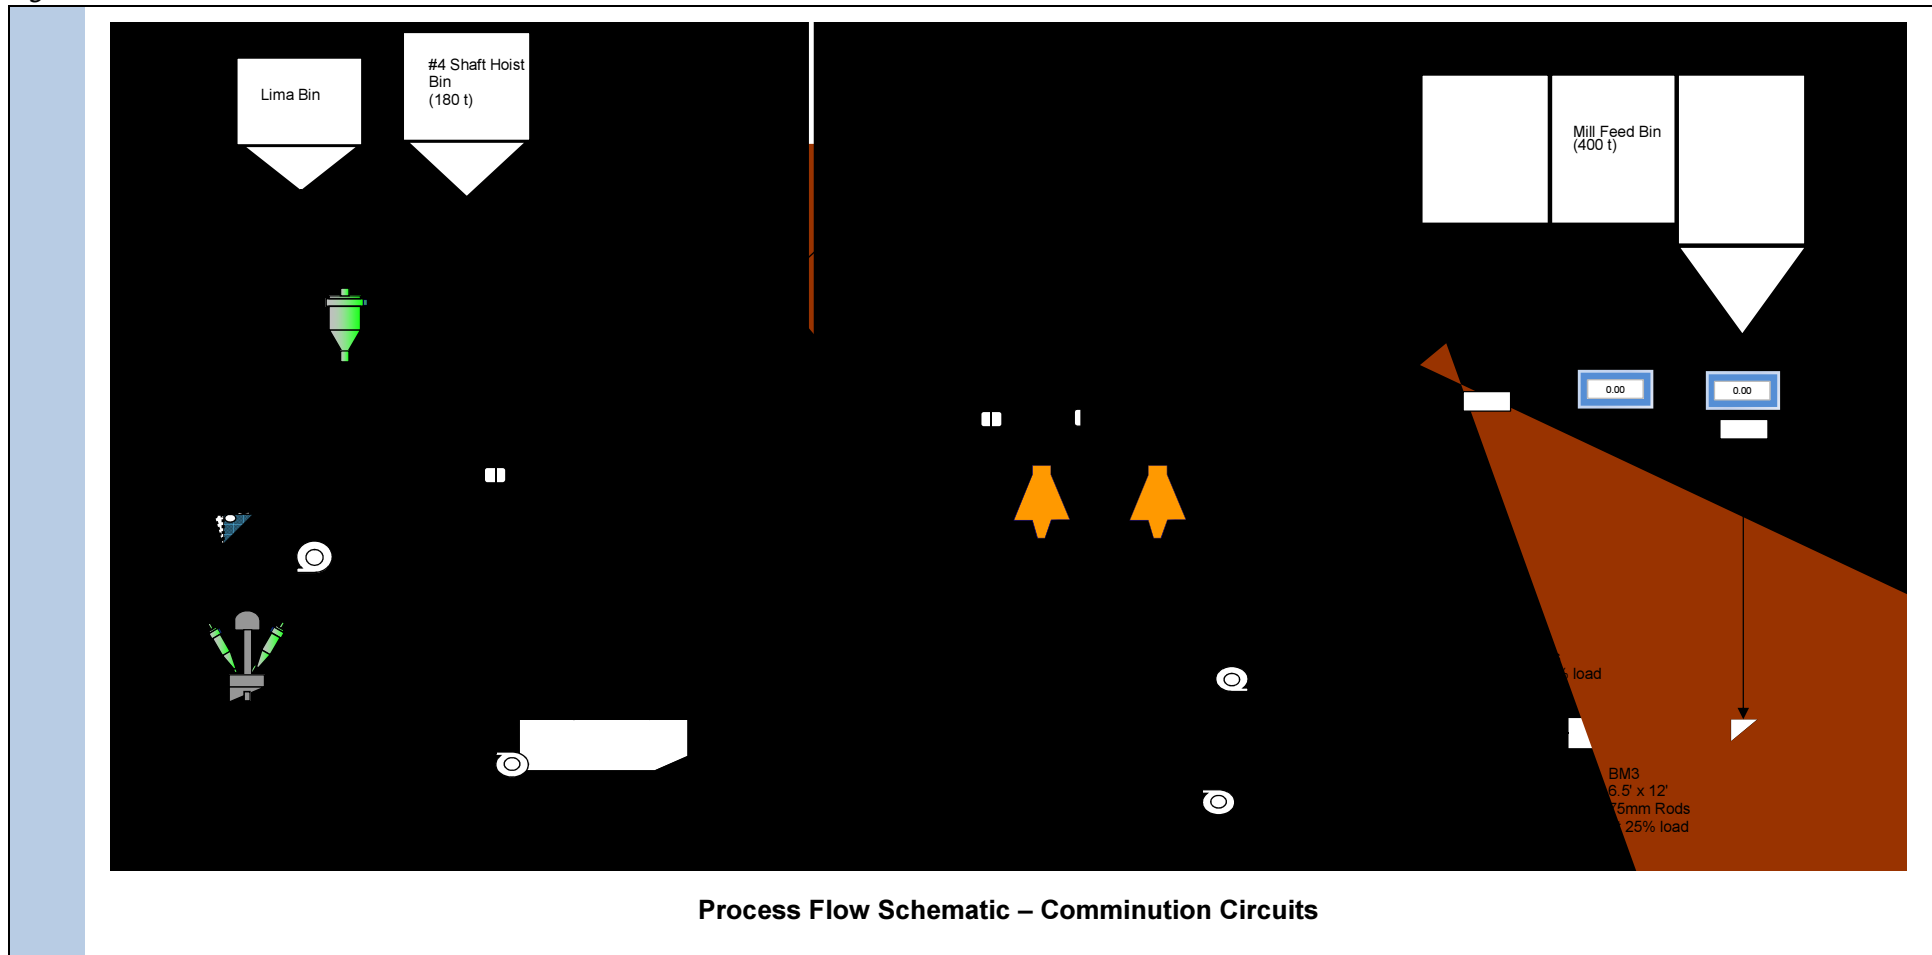 #4 Shaft Hoist
Bin
(180 t)
Lima Bin
Mill Feed Bin
(400 t)
0.00
0.00
load
BM3
6.5' x 12'
75mm Rods
25% load
Process Flow Schematic – Comminution Circuits